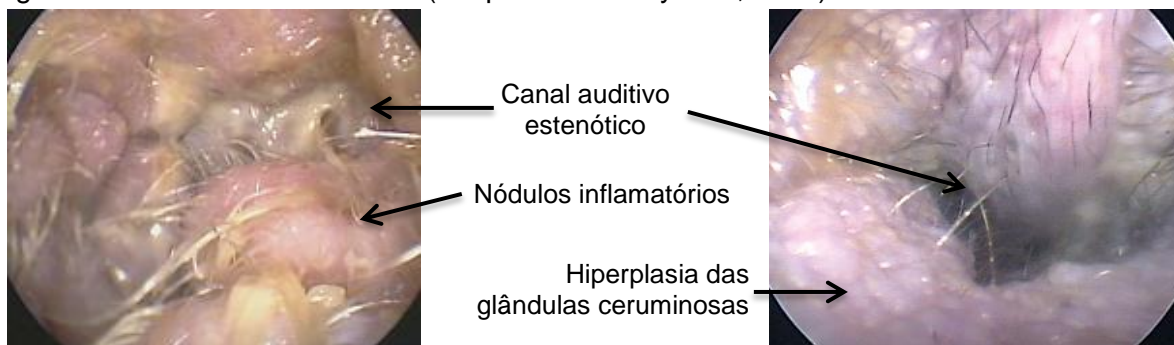 Canal auditivo
estenótico
Nódulos inflamatórios
Hiperplasia das
glândulas ceruminosas